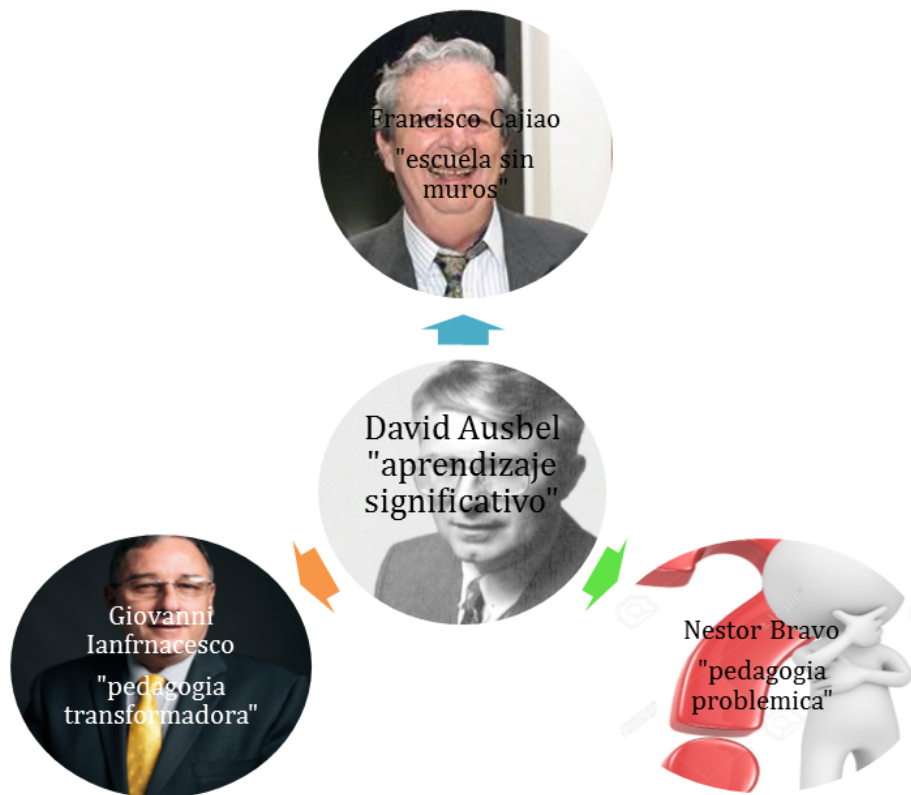 Francisco Cajiao
"escuela sin
muros"
David Ausbel
"aprendizaje
significativo"
Giovanni
Ianfrnacesco
"pedagogia
transformadora"
Nestor Bravo
"pedagogia
problemica"